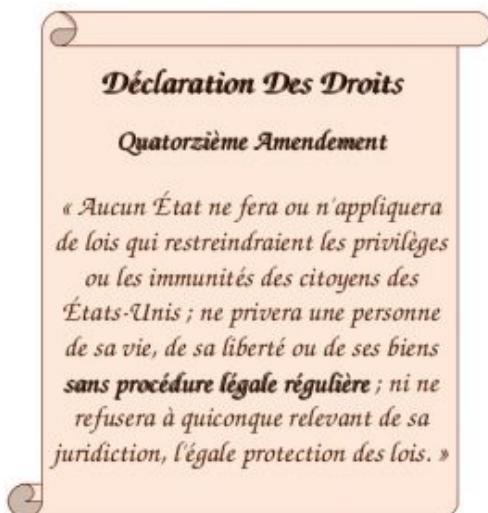 Déclaration Des Droits
Quatorzième Amendement
« Aucun État ne fera ou n'appliquera
de lois qui restreindraient les privilèges
ou les immunités des citoyens des
États-Unis ; ne privera une personne
de sa vie, de sa liberté ou de ses biens
sans procédure légale régulière ; ni ne
refusera à quiconque relevant de sa
juridiction, l'égale protection des lois. »